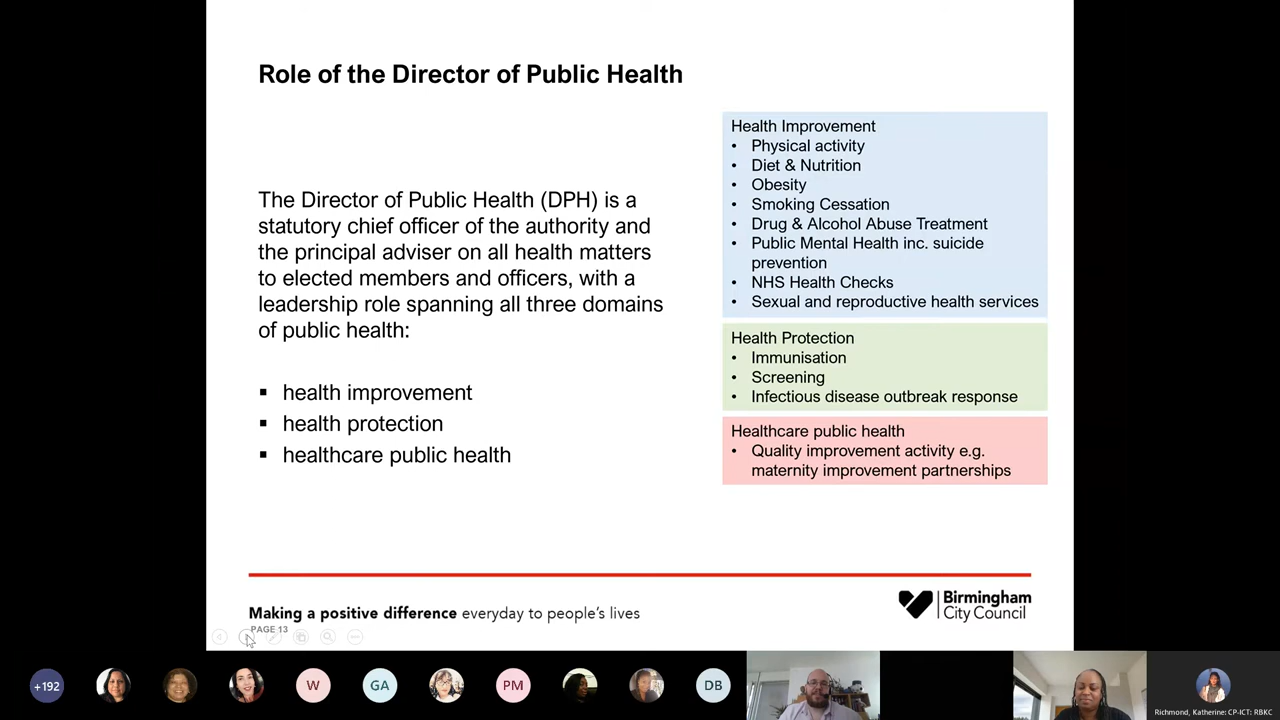 Role of the Director of Public Health
The Director of Public Health (DPH) is a
statutory chief officer of the authority and
the principal adviser on all health matters
to elected members and officers, with a
leadership role spanning all three domains
of public health:
▪ health improvement
▪ health protection
▪ healthcare public health
Health Improvement
• Physical activity
• Diet & Nutrition
• Obesity
• Smoking Cessation
• Drug & Alcohol Abuse Treatment
• Public Mental Health inc. suicide
prevention
• NHS Health Checks
• Sexual and reproductive health services
Health Protection
• Immunisation
• Screening
• Infectious disease outbreak response
Healthcare public health
• Quality improvement activity e.g.
maternity improvement partnerships
Making a positive difference everyday to people's lives
PAGE 13
Birmingham
City Council
+192
W
GA
PM
DB
Richmond, Katherine: CP-ICT: RBKC